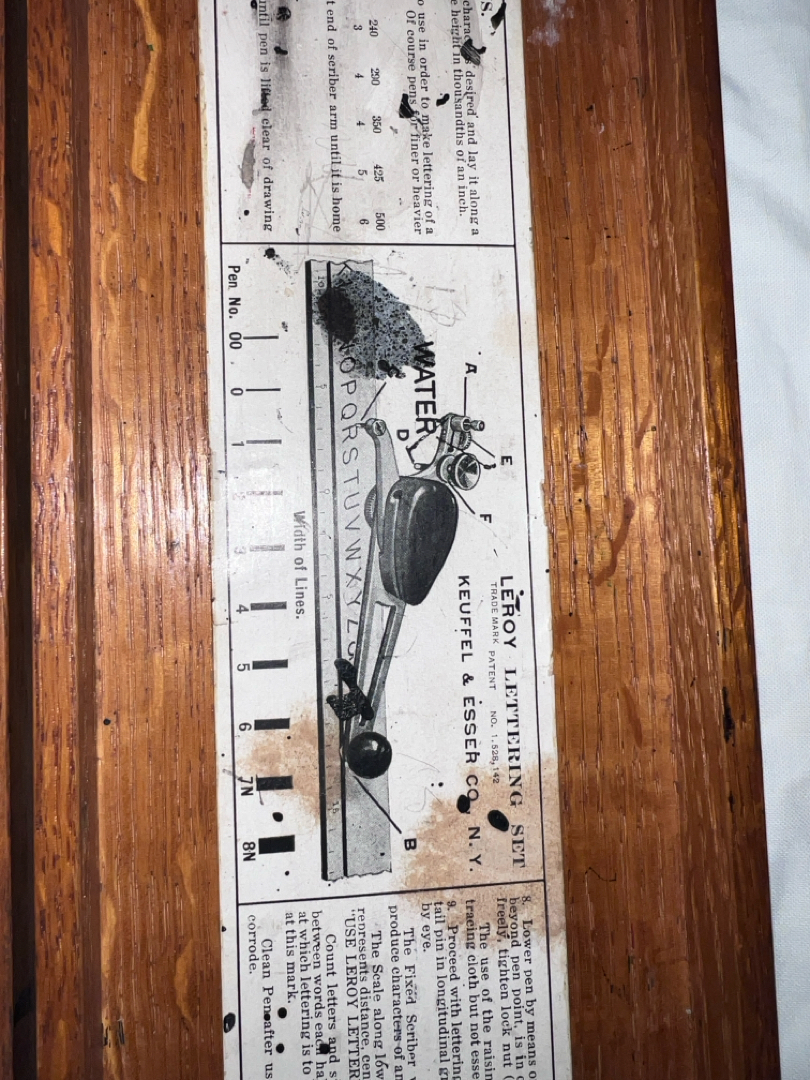 S.
desired and lay it along a
e height in thousandths of an inch.
o use in order to make lettering of a
Of course pens for finer or heavier
240 290 350 425 500
3 4 4 5 6
t end of scriber arm until it is home
until pen is lifted clear of drawing
LEROY LETTERING SET
TRADE MARK PATENT NO. 1,528,142
KEUFFEL & ESSER CO., N. Y.
A
E
F
WATER
D
C
OPQRSTUVWXYZ
B
15
Width of Lines.
Pen No. 00 0 1 2 3 4 5 6 7N 8N
8. Lower pen by means o
beyond pen point, is in c
freely, tighten lock nut (
The use of the raisin
tracing cloth but not esse
9. Proceed with lettering
tail pin in longitudinal g
by eye.
The Fixed Scriber
produce characters of an
The Scale along low
represents distance, cen
"USE LEROY LETTER
Count letters and s
between words each ha
at which lettering is to
at this mark.
Clean Pen after us
corrode.